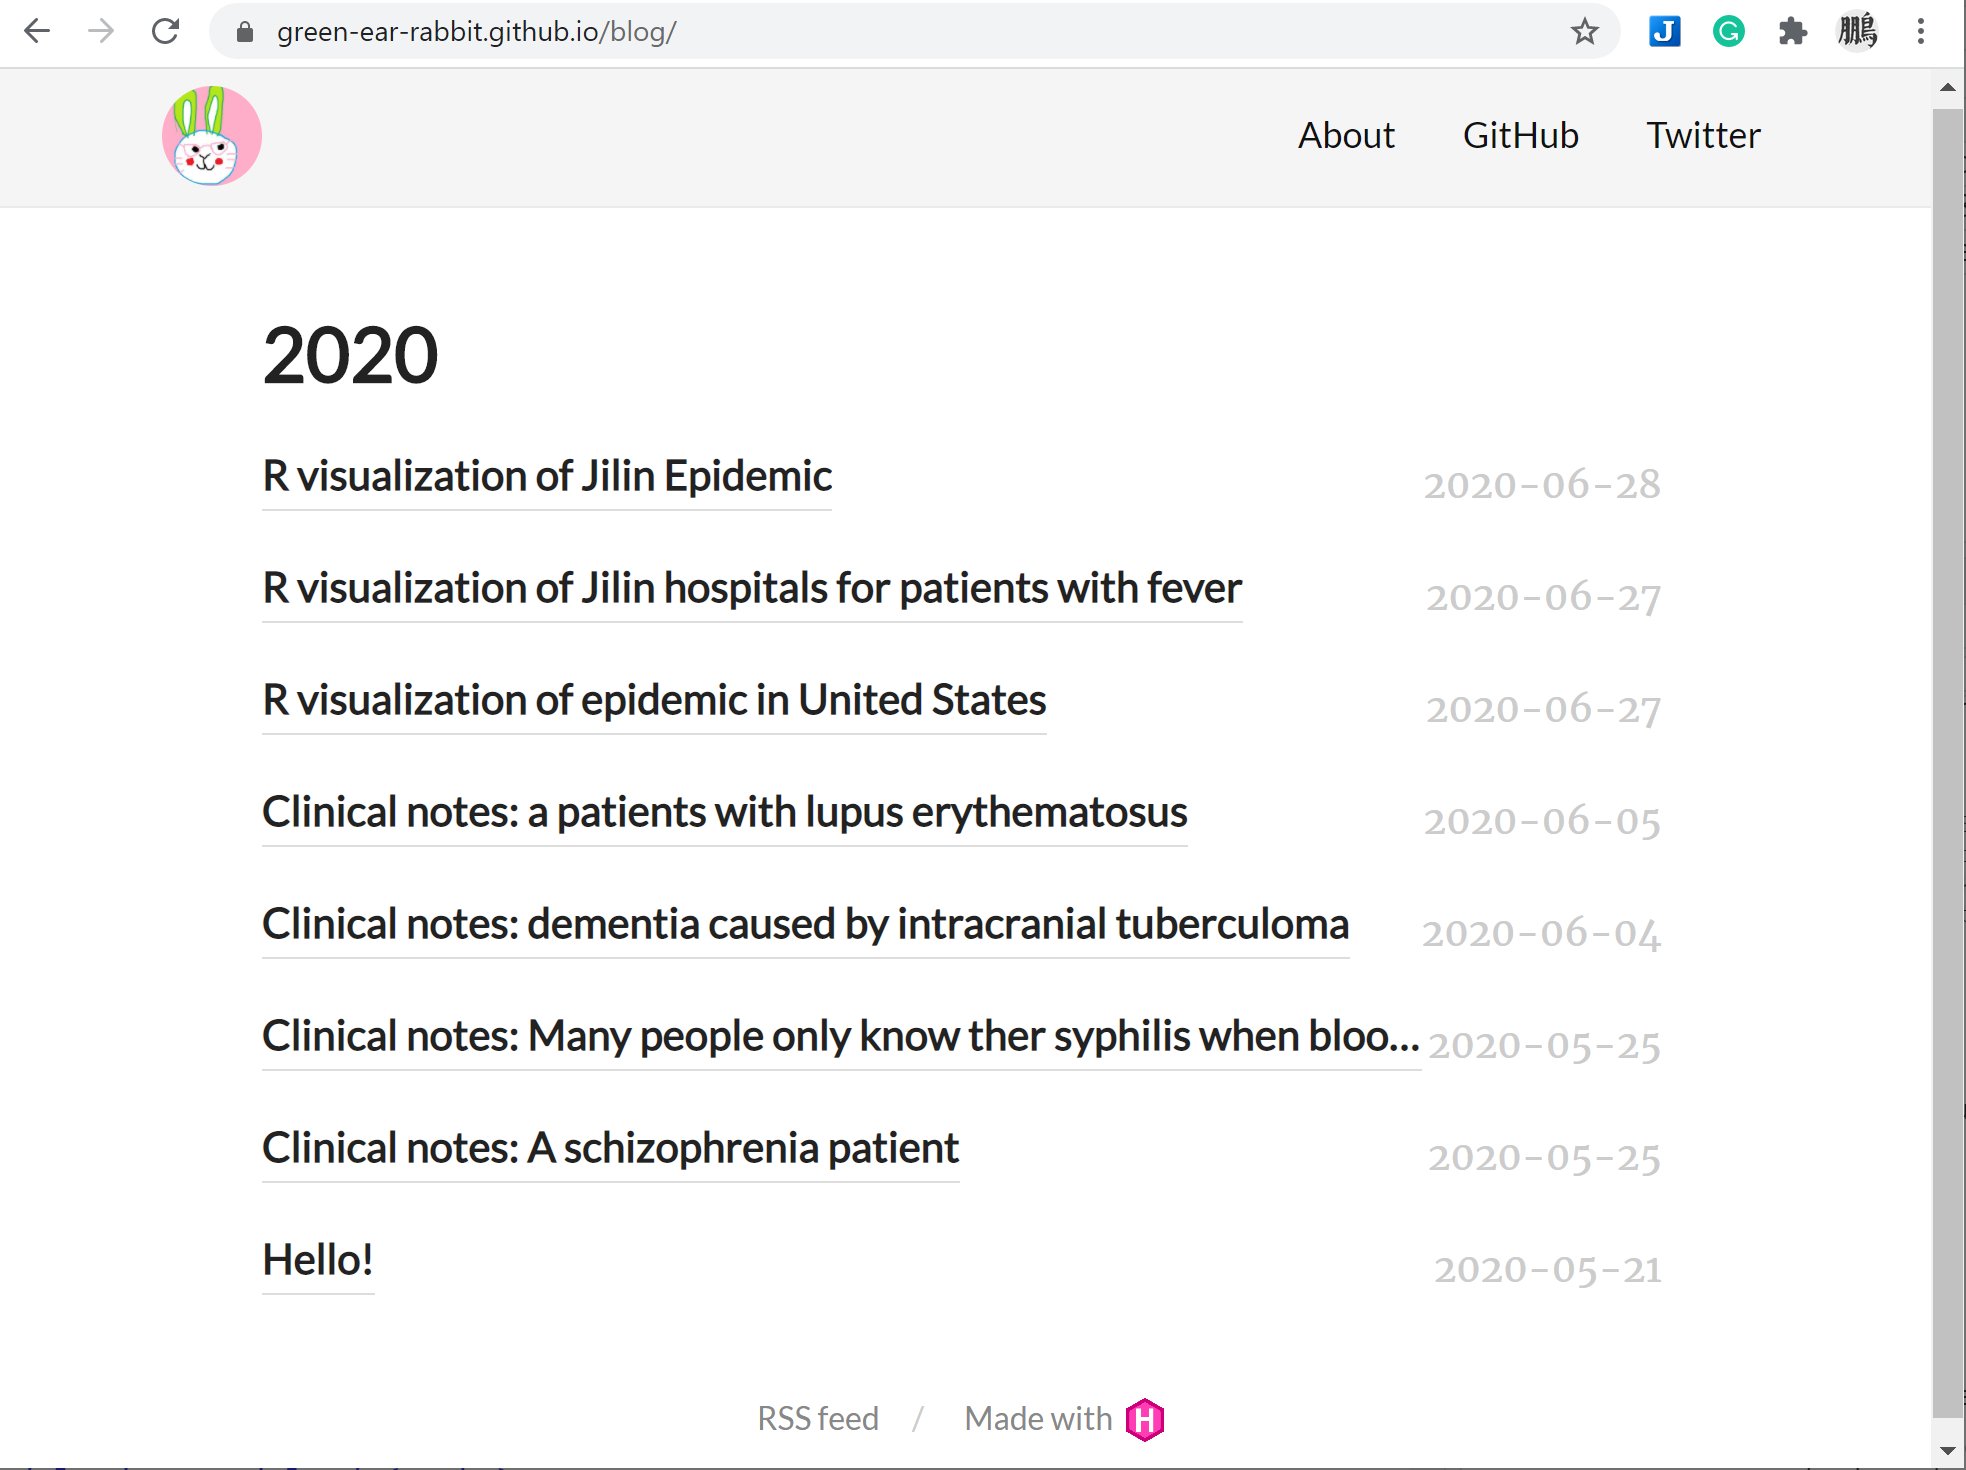 green-ear-rabbit.github.io/blog/
J
G
鵬
About GitHub Twitter
2020
R visualization of Jilin Epidemic 2020-06-28
R visualization of Jilin hospitals for patients with fever 2020-06-27
R visualization of epidemic in United States 2020-06-27
Clinical notes: a patients with lupus erythematosus 2020-06-05
Clinical notes: dementia caused by intracranial tuberculoma 2020-06-04
Clinical notes: Many people only know ther syphilis when bloo... 2020-05-25
Clinical notes: A schizophrenia patient 2020-05-25
Hello! 2020-05-21
RSS feed / Made with H